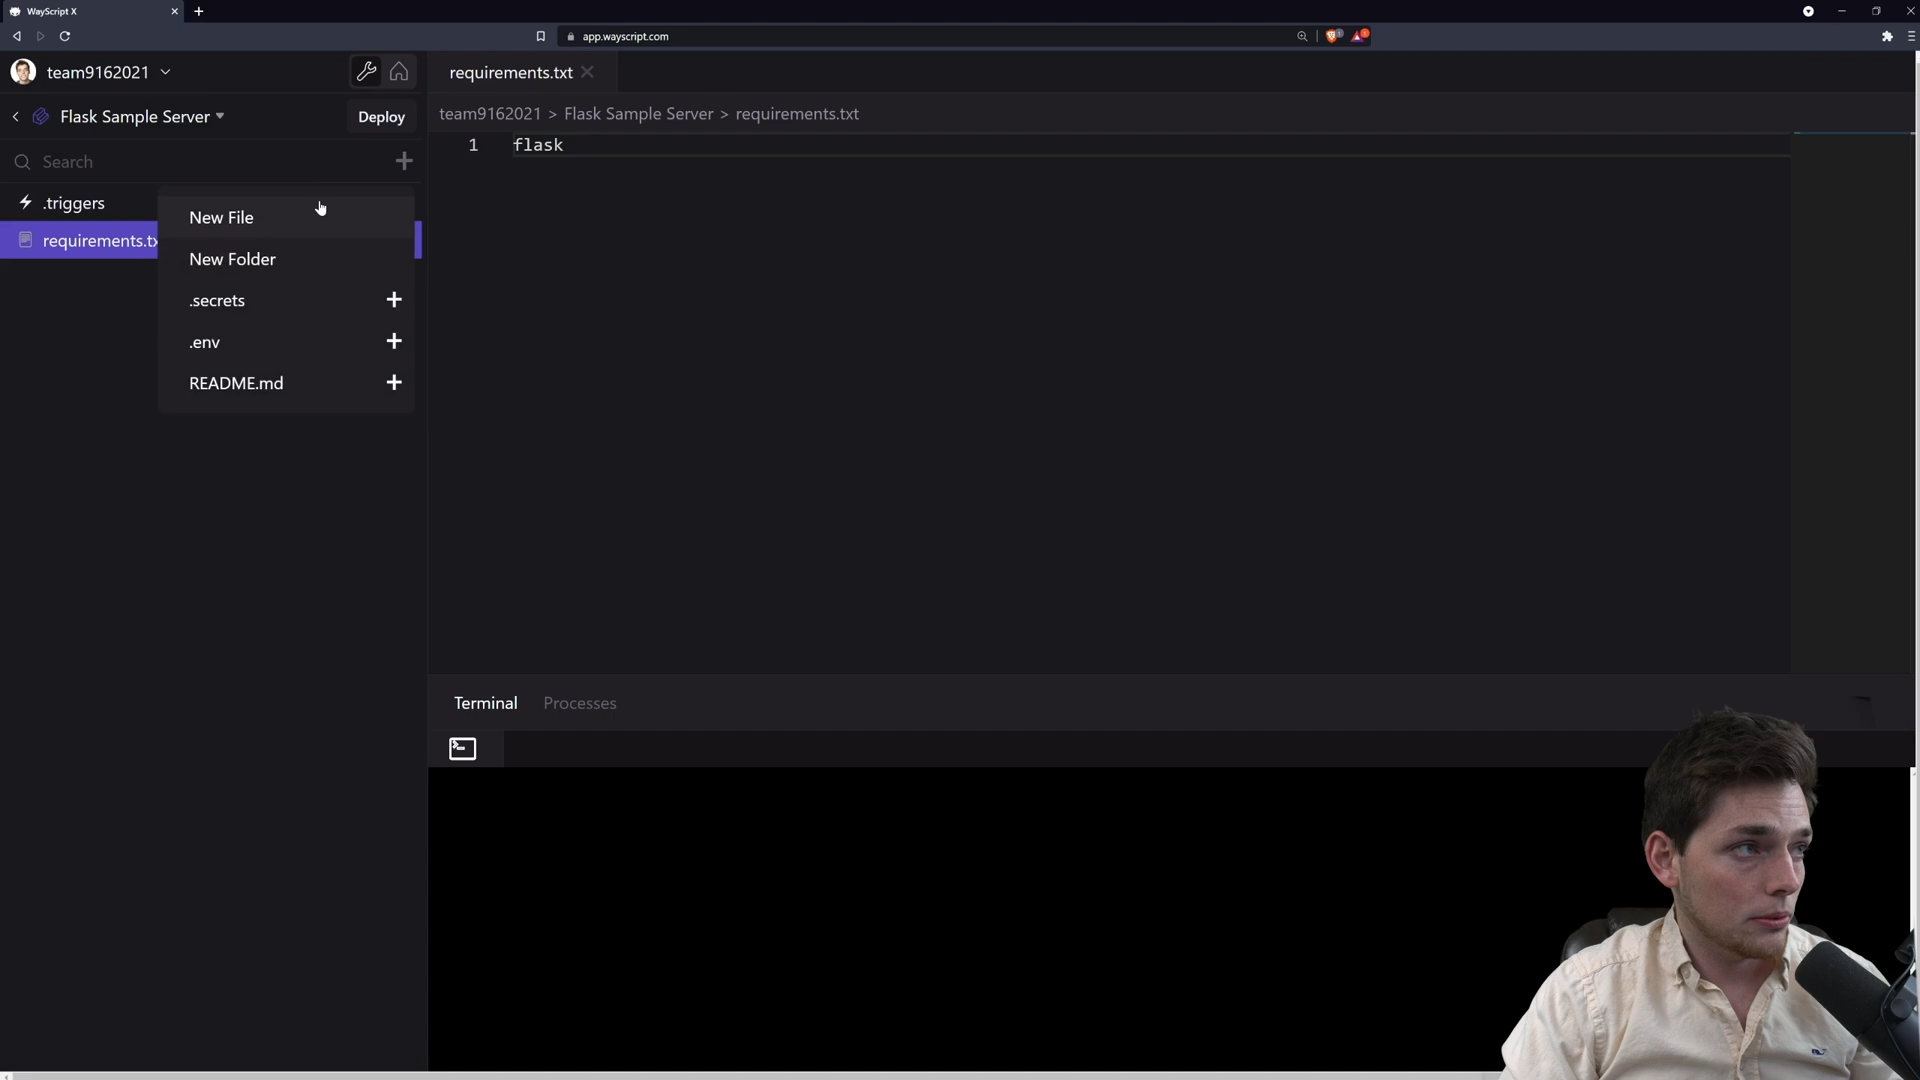 WayScript X
app.wayscript.com
team9162021
requirements.txt
Flask Sample Server
Deploy
team9162021 > Flask Sample Server > requirements.txt
Search
1 flask
.triggers
requirements.tx
New File
New Folder
.secrets
.env
README.md
Terminal
Processes